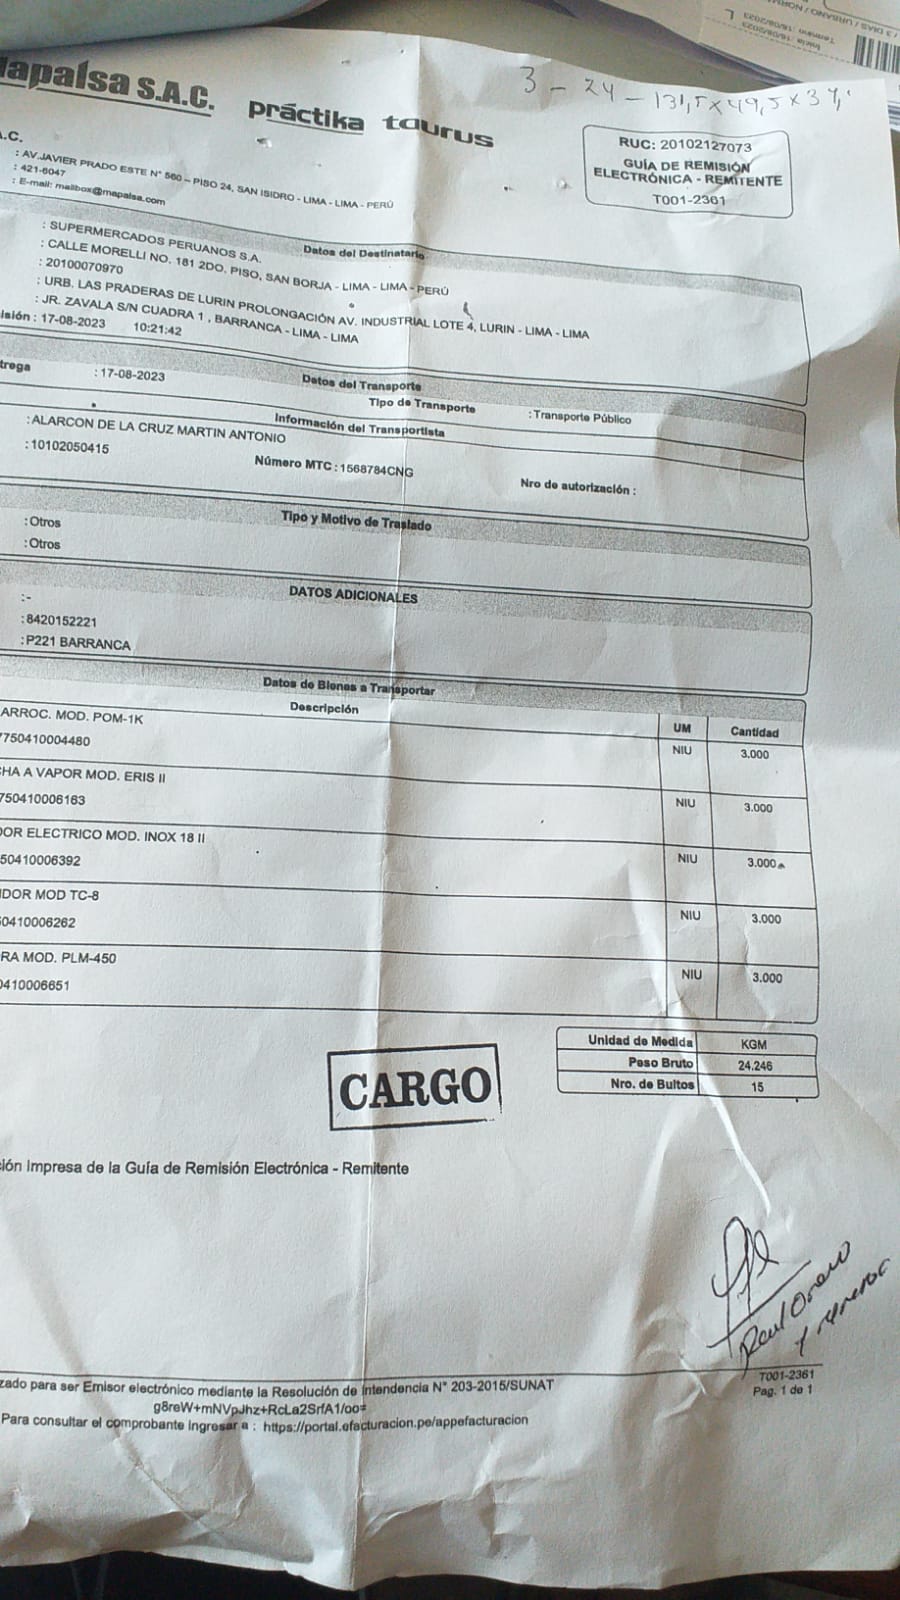 Mapalsa S.A.C. práctika taurus
3 - 24 - 131,5 x 49,5 x 37,
RUC: 20102127073
GUÍA DE REMISIÓN
ELECTRÓNICA - REMITENTE
T001-2361
.C.
: AV.JAVIER PRADO ESTE N° 560 – PISO 24, SAN ISIDRO - LIMA - LIMA - PERÚ
: 421-6047
: E-mail: mailbox@mapalsa.com
Datos del Destinatario
: SUPERMERCADOS PERUANOS S.A.
: CALLE MORELLI NO. 181 2DO. PISO, SAN BORJA - LIMA - LIMA - PERÚ
: 20100070970
: URB. LAS PRADERAS DE LURIN PROLONGACIÓN AV. INDUSTRIAL LOTE 4, LURIN - LIMA - LIMA
: JR. ZAVALA S/N CUADRA 1 , BARRANCA - LIMA - LIMA
isión : 17-08-2023 10:21:42
Datos del Transporte
trega : 17-08-2023 Tipo de Transporte : Transporte Público
Información del Transportista
:ALARCON DE LA CRUZ MARTIN ANTONIO
:10102050415 Número MTC : 1568784CNG Nro de autorización :
Tipo y Motivo de Traslado
:Otros
:Otros
DATOS ADICIONALES
:-
:8420152221
:P221 BARRANCA
Datos de Bienes a Transportar
Descripción UM Cantidad
ARROC. MOD. POM-1K NIU 3.000
7750410004480
HA A VAPOR MOD. ERIS II NIU 3.000
750410006163
DOR ELECTRICO MOD. INOX 18 II NIU 3.000
50410006392
IDOR MOD TC-8 NIU 3.000
0410006262
RA MOD. PLM-450 NIU 3.000
0410006651
Unidad de Medida KGM
Peso Bruto 24.246
Nro. de Bultos 15
CARGO
ción Impresa de la Guía de Remisión Electrónica - Remitente
zado para ser Emisor electrónico mediante la Resolución de Intendencia N° 203-2015/SUNAT
g8reW+mNVpJhz+RcLa2SrfA1/oo=
Para consultar el comprobante ingresar a : https://portal.efacturacion.pe/appefacturacion
T001-2361
Pag. 1 de 1